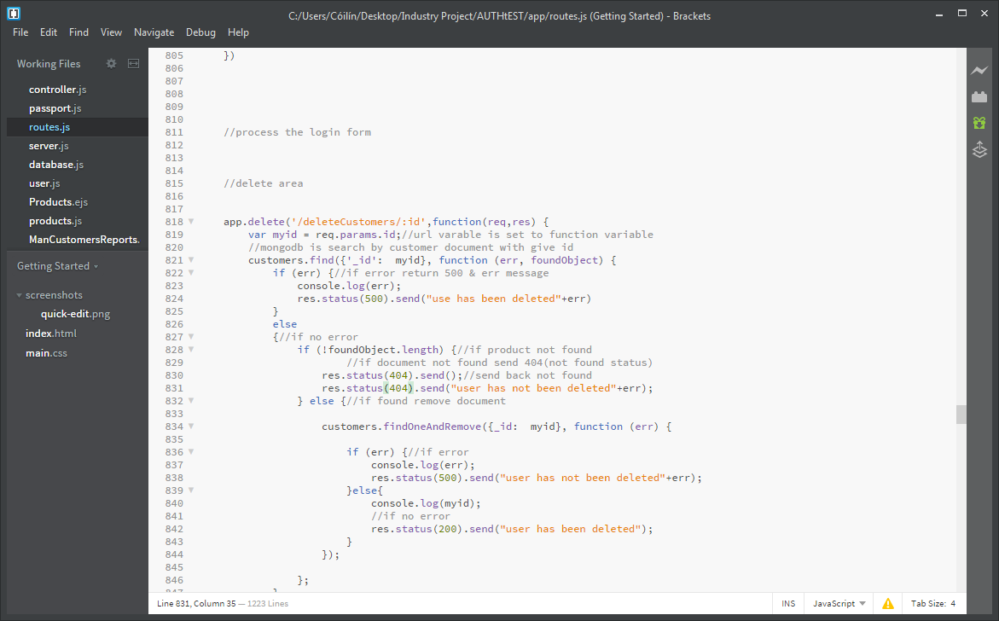 C:/Users/Cóilín/Desktop/Industry Project/AUTHtEST/app/routes.js (Getting Started) - Brackets
File Edit Find View Navigate Debug Help
Working Files
controller.js
passport.js
routes.js
server.js
database.js
user.js
Products.ejs
products.js
ManCustomersReports.
Getting Started
screenshots
quick-edit.png
index.html
main.css
805 })
806
807
808
809
810
811 //process the login form
812
813
814
815 //delete area
816
817
818 app.delete('/deleteCustomers/:id',function(req,res) {
819 var myid = req.params.id;//url varable is set to function variable
820 //mongodb is search by customer document with give id
821 customers.find({'_id': myid}, function (err, foundObject) {
822 if (err) {//if error return 500 & err message
823 console.log(err);
824 res.status(500).send("use has been deleted"+err)
825 }
826 else
827 {//if no error
828 if (!foundObject.length) {//if product not found
829 //if document not found send 404(not found status)
830 res.status(404).send();//send back not found
831 res.status(404).send("user has not been deleted"+err);
832 } else {//if found remove document
833
834 customers.findOneAndRemove({_id: myid}, function (err) {
835
836 if (err) {//if error
837 console.log(err);
838 res.status(500).send("user has not been deleted"+err);
839 }else{
840 console.log(myid);
841 //if no error
842 res.status(200).send("user has been deleted");
843 }
844 });
845
846 };
Line 831, Column 35 — 1223 Lines
INS JavaScript Tab Size: 4